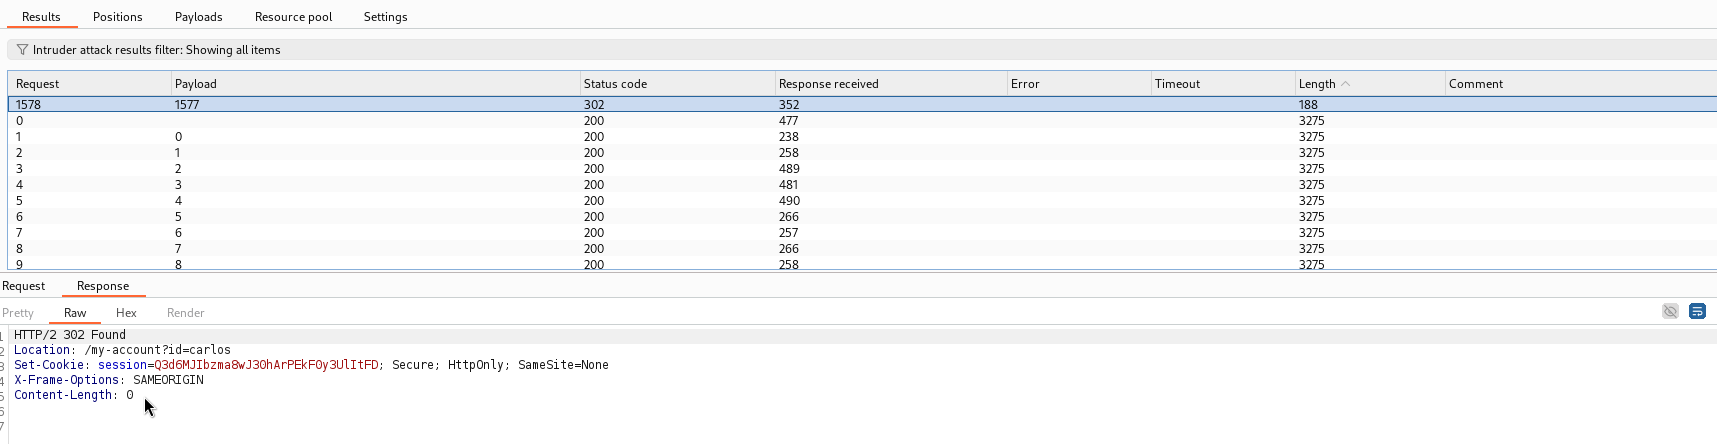 Results Positions Payloads Resource pool Settings
Intruder attack results filter: Showing all items
Request Payload Status code Response received Error Timeout Length Comment
1578 1577 302 352 188
0 200 477 3275
1 0 200 238 3275
2 1 200 258 3275
3 2 200 489 3275
4 3 200 481 3275
5 4 200 490 3275
6 5 200 266 3275
7 6 200 257 3275
8 7 200 266 3275
9 8 200 258 3275
Request Response
Pretty Raw Hex Render
1 HTTP/2 302 Found
2 Location: /my-account?id=carlos
3 Set-Cookie: session=Q3d6MJIbzma8wJ30hArPEkF0y3UlItFD; Secure; HttpOnly; SameSite=None
4 X-Frame-Options: SAMEORIGIN
5 Content-Length: 0
6
7